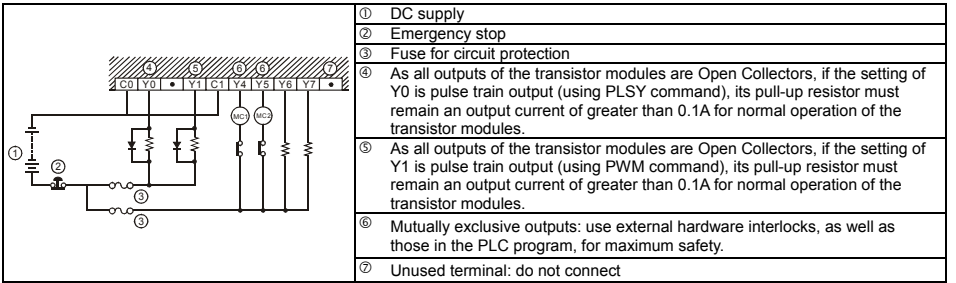 ④ ⑤ ⑥ ⑥ ⑦
C0 Y0 • Y1 C1 Y4 Y5 Y6 Y7 •
MC1 MC2
①
②
③
③
① DC supply
② Emergency stop
③ Fuse for circuit protection
④ As all outputs of the transistor modules are Open Collectors, if the setting of
Y0 is pulse train output (using PLSY command), its pull-up resistor must
remain an output current of greater than 0.1A for normal operation of the
transistor modules.
⑤ As all outputs of the transistor modules are Open Collectors, if the setting of
Y1 is pulse train output (using PWM command), its pull-up resistor must
remain an output current of greater than 0.1A for normal operation of the
transistor modules.
⑥ Mutually exclusive outputs: use external hardware interlocks, as well as
those in the PLC program, for maximum safety.
⑦ Unused terminal: do not connect